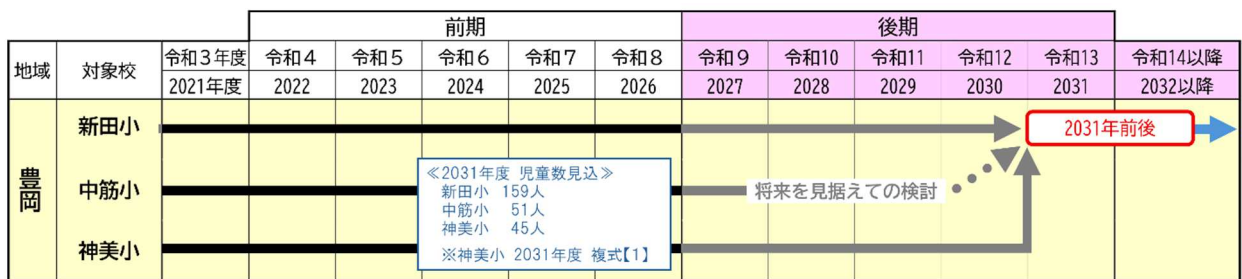 前期 後期
地域 対象校 令和3年度 令和4 令和5 令和6 令和7 令和8 令和9 令和10 令和11 令和12 令和13 令和14以降
2021年度 2022 2023 2024 2025 2026 2027 2028 2029 2030 2031 2032以降
豊岡
新田小 2031年前後
中筋小 将来を見据えての検討
神美小
≪2031年度 児童数見込≫
新田小 159人
中筋小 51人
神美小 45人
※神美小 2031年度 複式【1】